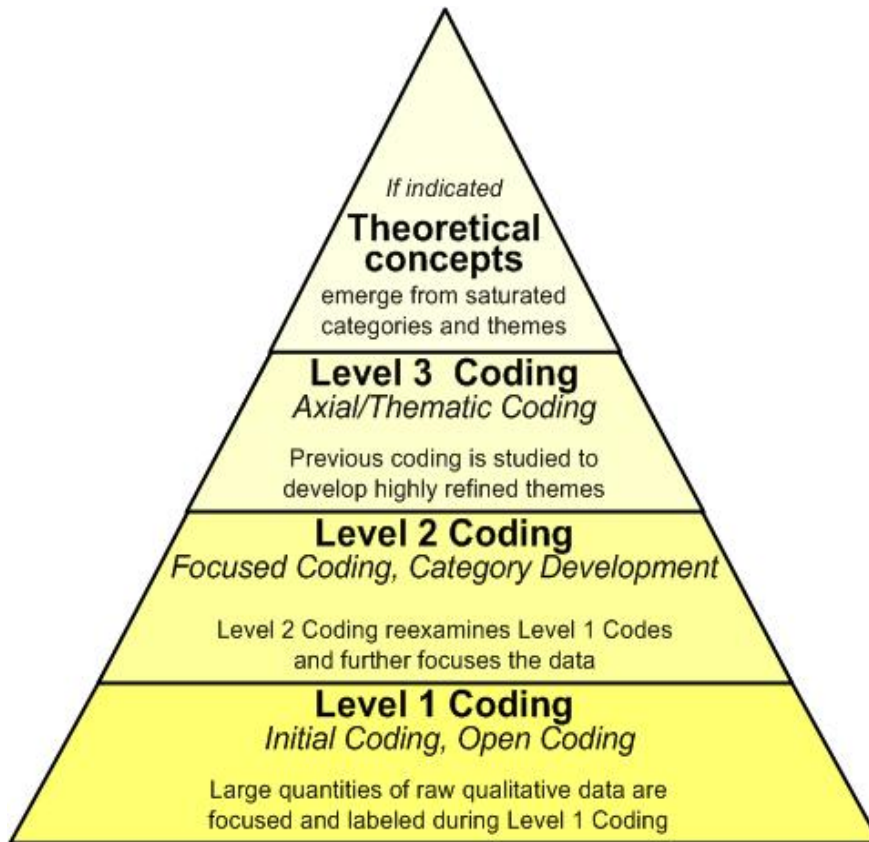 If indicated
Theoretical
concepts
emerge from saturated
categories and themes
Level 3 Coding
Axial/Thematic Coding
Previous coding is studied to
develop highly refined themes
Level 2 Coding
Focused Coding, Category Development
Level 2 Coding reexamines Level 1 Codes
and further focuses the data
Level 1 Coding
Initial Coding, Open Coding
Large quantities of raw qualitative data are
focused and labeled during Level 1 Coding